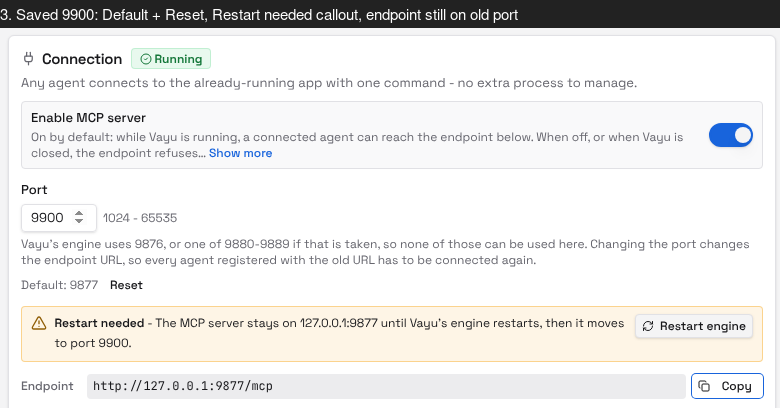 3. Saved 9900: Default + Reset, Restart needed callout, endpoint still on old port
Connection Running
Any agent connects to the already-running app with one command - no extra process to manage.
Enable MCP server
On by default: while Vayu is running, a connected agent can reach the endpoint below. When off, or when Vayu is
closed, the endpoint refuses... Show more
Port
9900 1024 - 65535
Vayu's engine uses 9876, or one of 9880-9889 if that is taken, so none of those can be used here. Changing the port changes
the endpoint URL, so every agent registered with the old URL has to be connected again.
Default: 9877 Reset
Restart needed - The MCP server stays on 127.0.0.1:9877 until Vayu's engine restarts, then it moves
to port 9900.
Restart engine
Endpoint http://127.0.0.1:9877/mcp Copy